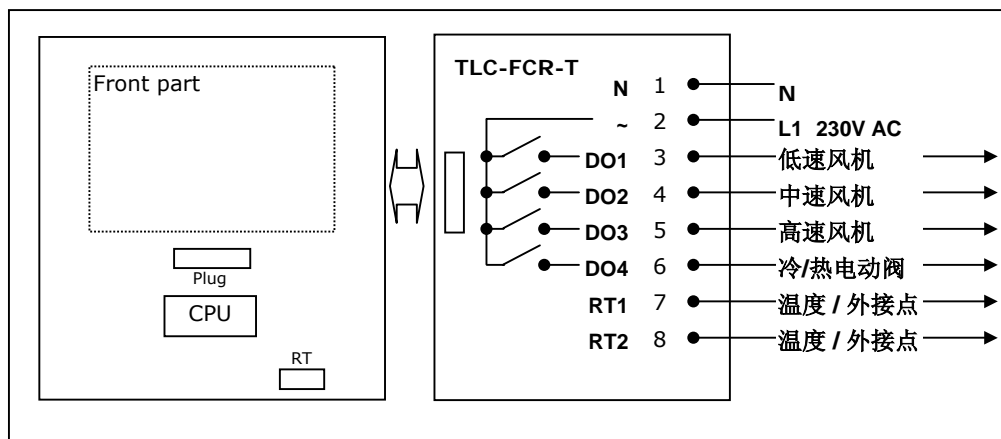 Front part
Plug
CPU
RT
TLC-FCR-T
N 1 N
~ 2 L1 230V AC
DO1 3 低速风机
DO2 4 中速风机
DO3 5 高速风机
DO4 6 冷/热电动阀
RT1 7 温度 / 外接点
RT2 8 温度 / 外接点